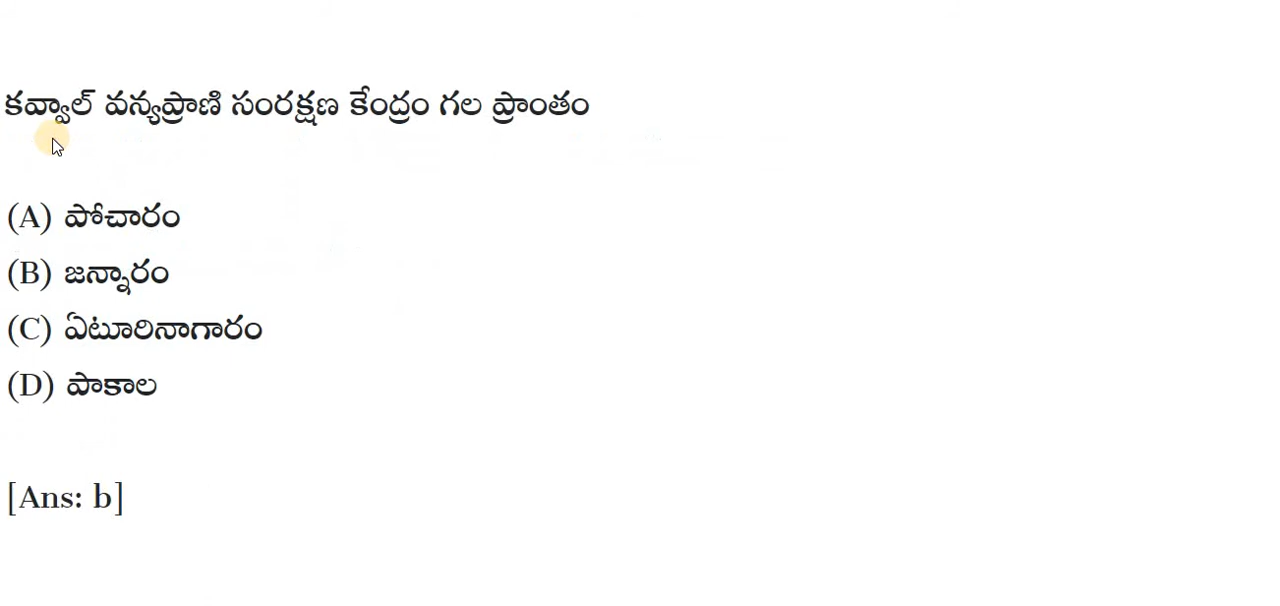 కవ్వాల్ వన్యప్రాణి సంరక్షణ కేంద్రం గల ప్రాంతం
(A) పోచారం
(B) జన్నారం
(C) ఏటూరినాగారం
(D) పాకాల
[Ans: b]